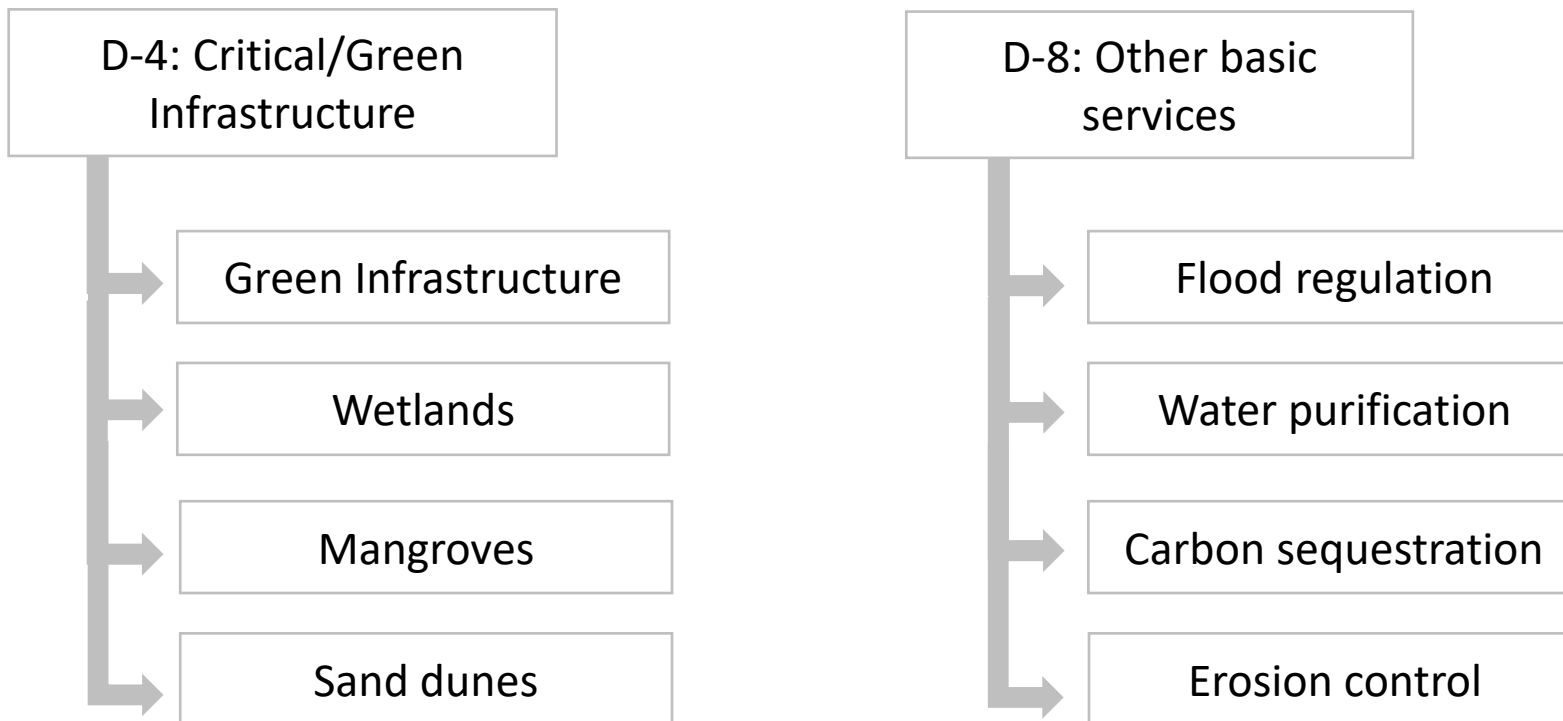 D-4: Critical/Green
Infrastructure
Green Infrastructure
Wetlands
Mangroves
Sand dunes
D-8: Other basic
services
Flood regulation
Water purification
Carbon sequestration
Erosion control